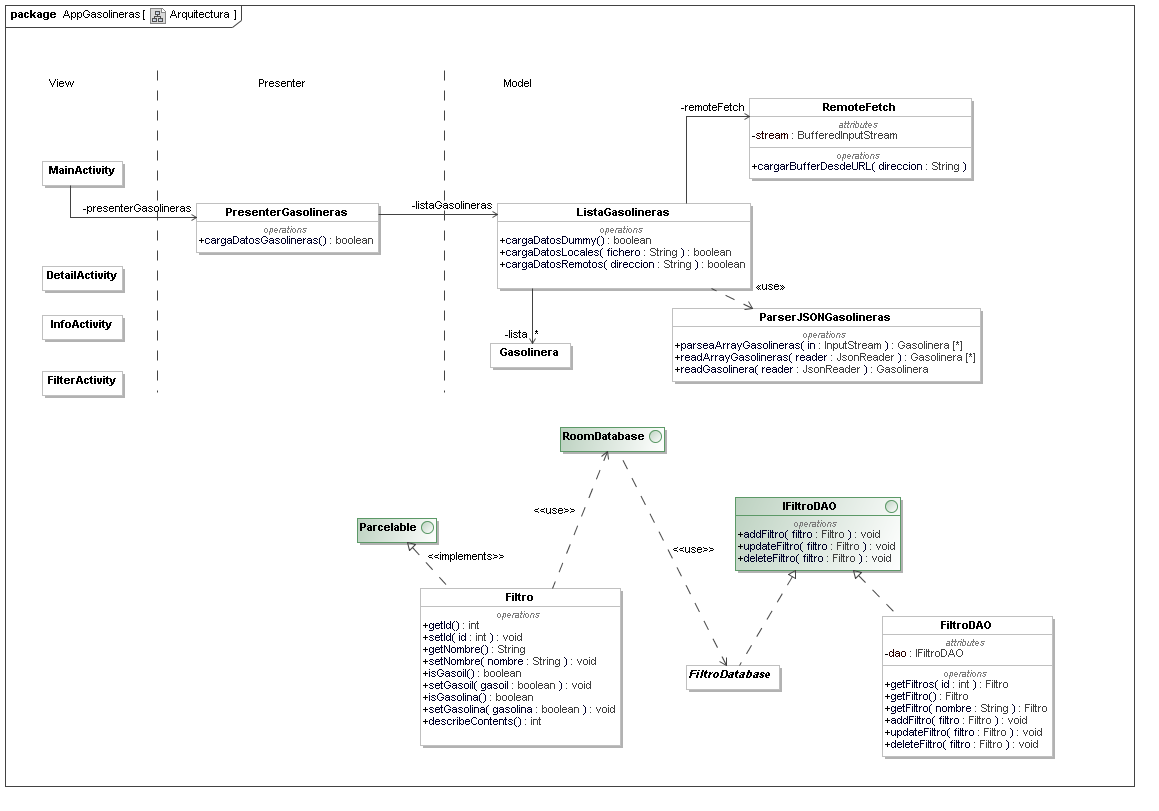 package AppGasolineras [ Arquitectura ]
View
Presenter
Model
-remoteFetch
RemoteFetch
attributes
-stream : BufferedInputStream
operations
+cargarBufferDesdeURL( direccion : String )
MainActivity
-presenterGasolineras
PresenterGasolineras
operations
+cargaDatosGasolineras() : boolean
-listaGasolineras
ListaGasolineras
operations
+cargaDatosDummy() : boolean
+cargaDatosLocales( fichero : String ) : boolean
+cargaDatosRemotos( direccion : String ) : boolean
DetailActivity
«use»
InfoActivity
-lista
*
Gasolinera
ParserJSONGasolineras
operations
+parseaArrayGasolineras( in : InputStream ) : Gasolinera [*]
+readArrayGasolineras( reader : JsonReader ) : Gasolinera [*]
+readGasolinera( reader : JsonReader ) : Gasolinera
FilterActivity
RoomDatabase
<<use>>
Parcelable
<<implements>>
<<use>>
IFiltroDAO
operations
+addFiltro( filtro : Filtro ) : void
+updateFiltro( filtro : Filtro ) : void
+deleteFiltro( filtro : Filtro ) : void
Filtro
operations
+getId() : int
+setId( id : int ) : void
+getNombre() : String
+setNombre( nombre : String ) : void
+isGasoil() : boolean
+setGasoil( gasoil : boolean ) : void
+isGasolina() : boolean
+setGasolina( gasolina : boolean ) : void
+describeContents() : int
FiltroDatabase
FiltroDAO
attributes
-dao : IFiltroDAO
operations
+getFiltros( id : int ) : Filtro
+getFiltro() : Filtro
+getFiltro( nombre : String ) : Filtro
+addFiltro( filtro : Filtro ) : void
+updateFiltro( filtro : Filtro ) : void
+deleteFiltro( filtro : Filtro ) : void